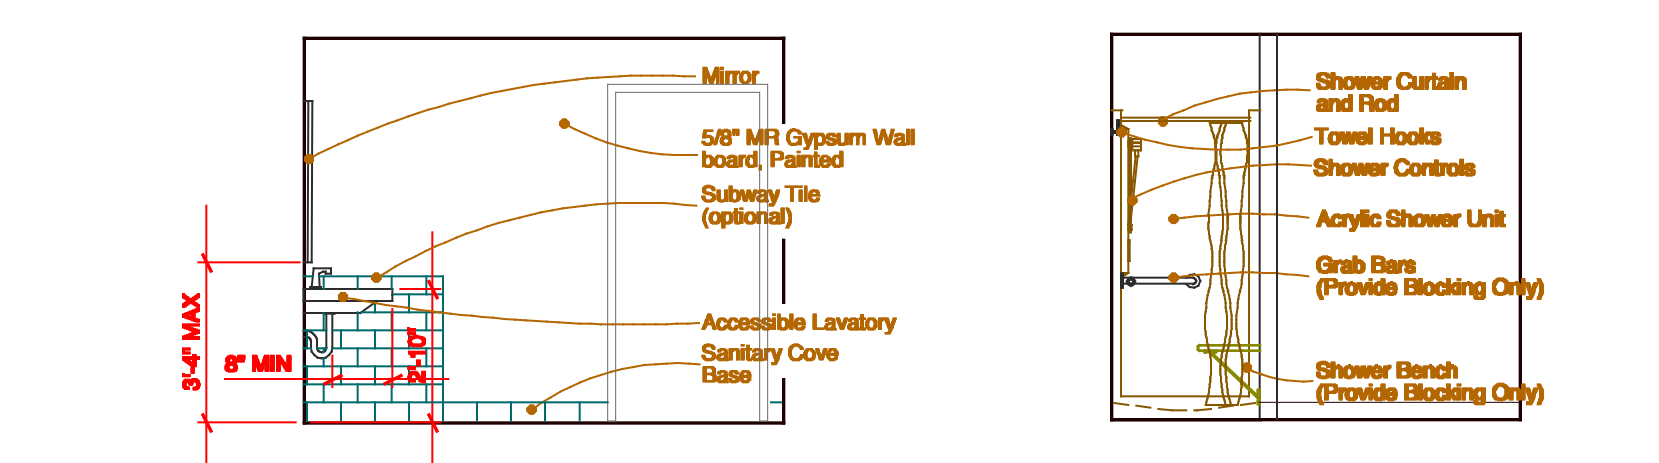 Mirror
5/8" MR Gypsum Wall
board, Painted
Subway Tile
(optional)
Accessible Lavatory
Sanitary Cove
Base
3'-4" MAX
8" MIN
2'-10"
Shower Curtain
and Rod
Towel Hooks
Shower Controls
Acrylic Shower Unit
Grab Bars
(Provide Blocking Only)
Shower Bench
(Provide Blocking Only)